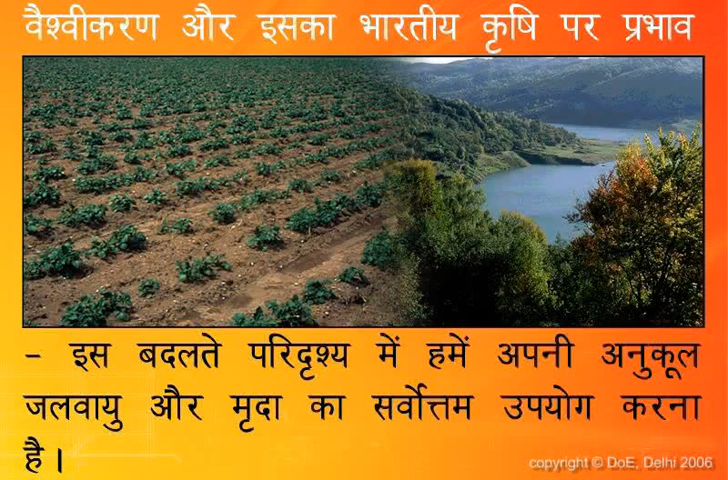 वैश्वीकरण और इसका भारतीय कृषि पर प्रभाव
- इस बदलते परिदृश्य में हमें अपनी अनुकूल
जलवायु और मृदा का सर्वोत्तम उपयोग करना
है।
copyright © DoE, Delhi 2006